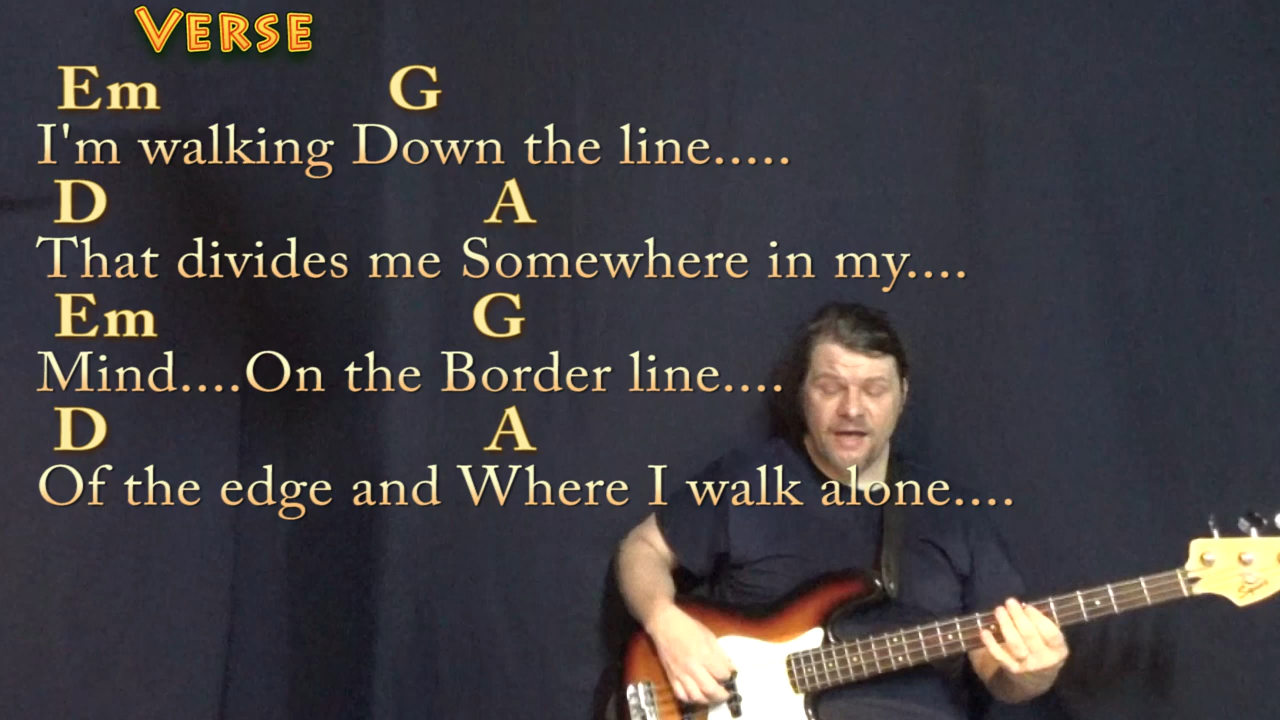 VERSE
Em G
I'm walking Down the line.....
D A
That divides me Somewhere in my....
Em G
Mind....On the Border line....
D A
Of the edge and Where I walk alone....